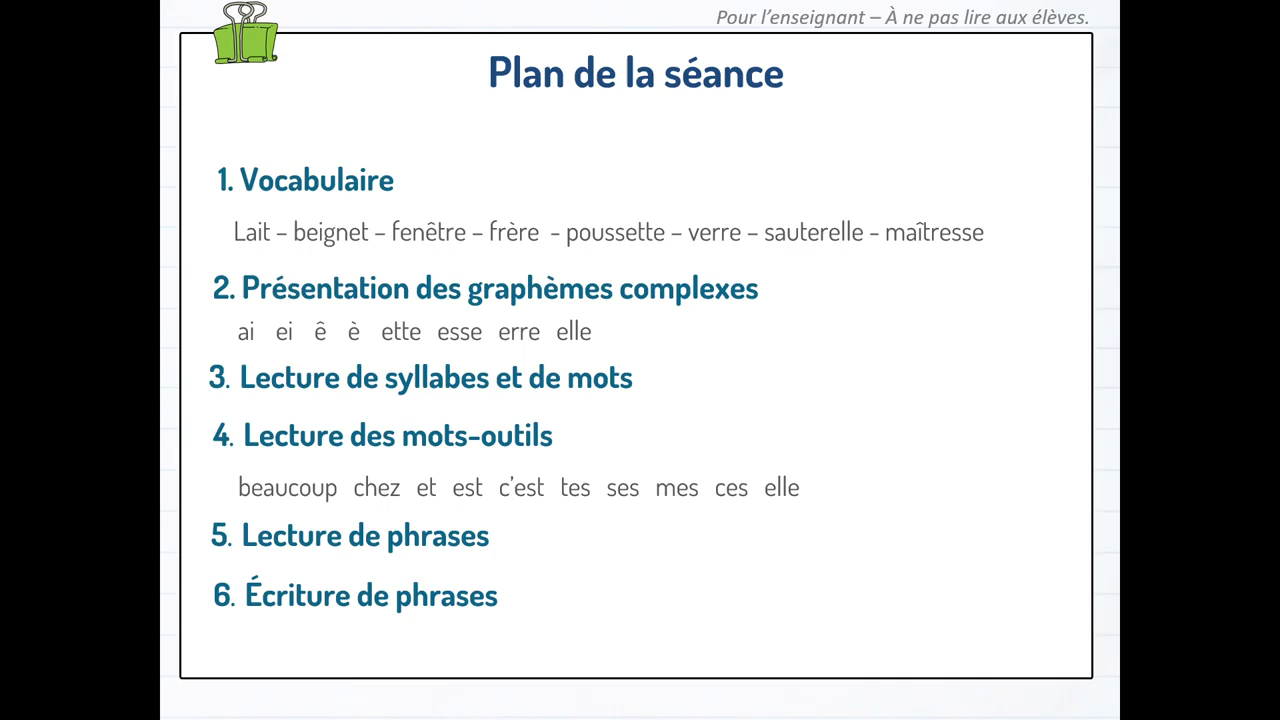 Pour l’enseignant – À ne pas lire aux élèves.
Plan de la séance
1. Vocabulaire
Lait – beignet – fenêtre – frère - poussette – verre – sauterelle - maîtresse
2. Présentation des graphèmes complexes
ai ei ê è ette esse erre elle
3. Lecture de syllabes et de mots
4. Lecture des mots-outils
beaucoup chez et est c’est tes ses mes ces elle
5. Lecture de phrases
6. Écriture de phrases